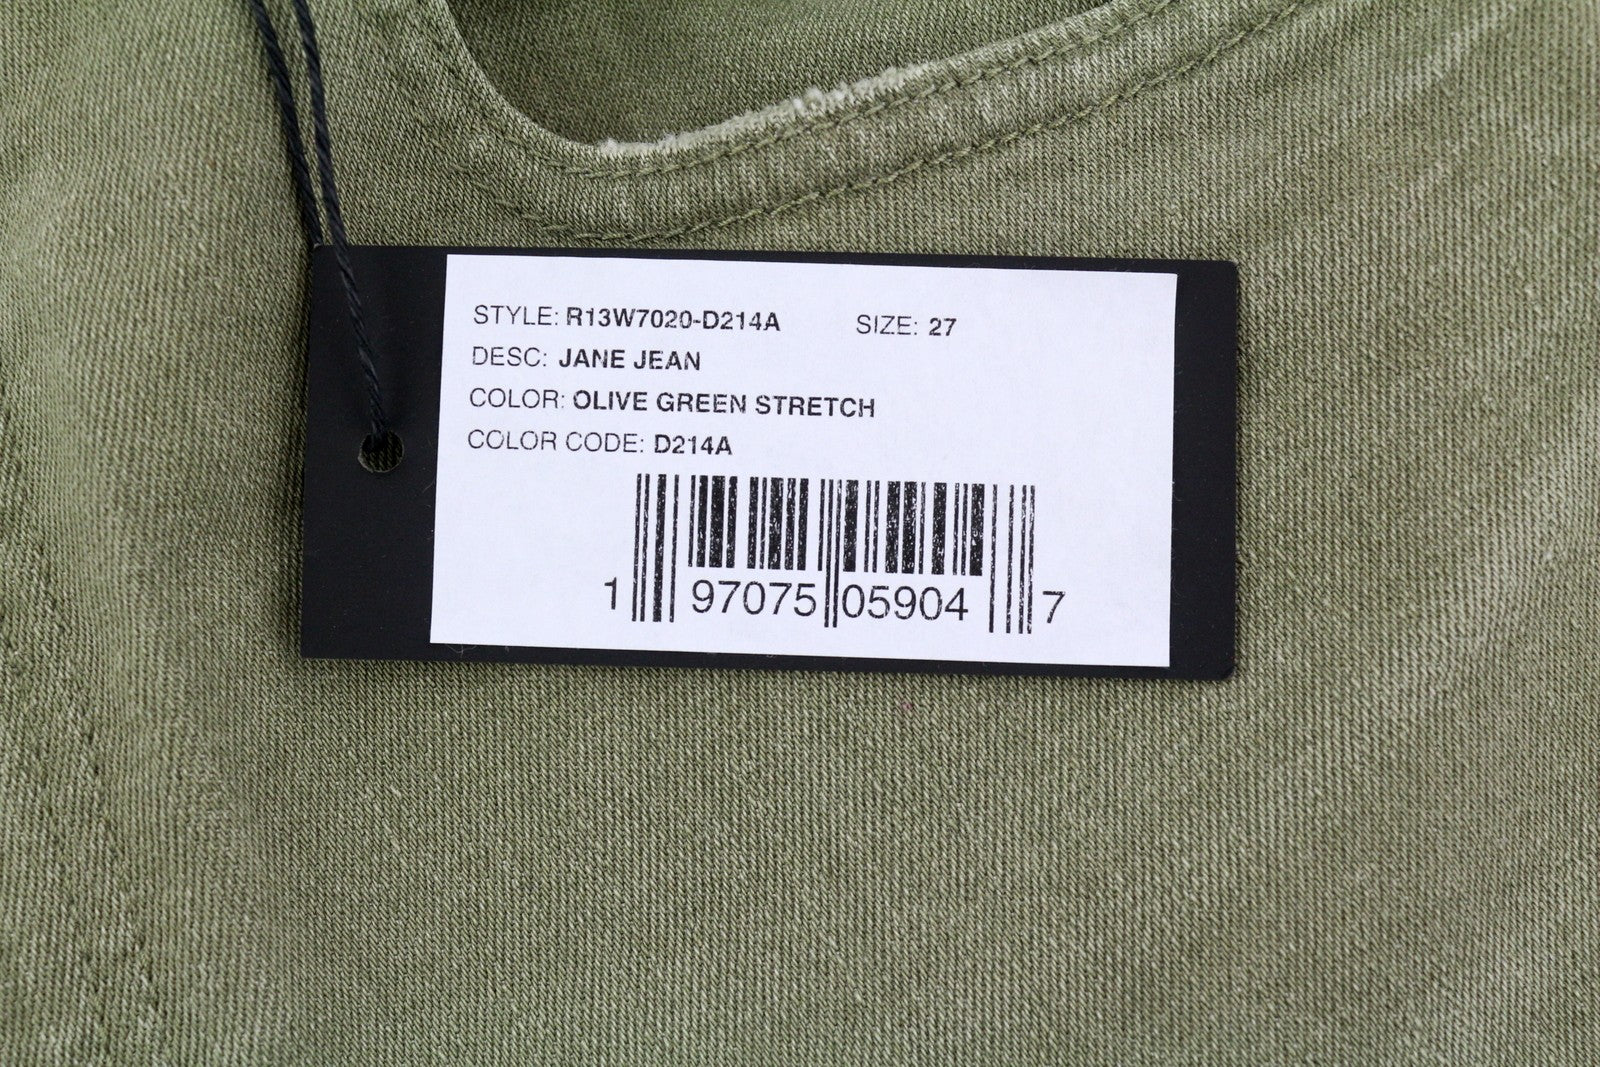 STYLE: R13W7020-D214A SIZE: 27
DESC: JANE JEAN
COLOR: OLIVE GREEN STRETCH
COLOR CODE: D214A
1 97075 05904 7